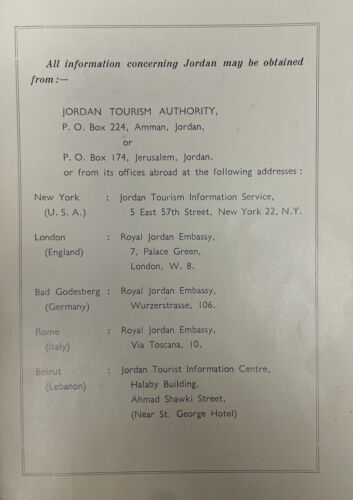 All information concerning Jordan may be obtained
from :—
JORDAN TOURISM AUTHORITY,
P. O. Box 224, Amman, Jordan,
or
P. O. Box 174, Jerusalem, Jordan.
or from its offices abroad at the following addresses :
New York : Jordan Tourism Information Service,
(U. S. A.) 5 East 57th Street, New York 22, N.Y.
London : Royal Jordan Embassy,
(England) 7, Palace Green,
London, W. 8.
Bad Godesberg : Royal Jordan Embassy,
(Germany) Wurzerstrasse, 106.
Rome : Royal Jordan Embassy,
(Italy) Via Toscana, 10.
Beirut : Jordan Tourist Information Centre,
(Lebanon) Halaby Building,
Ahmad Shawki Street.
(Near St. George Hotel)